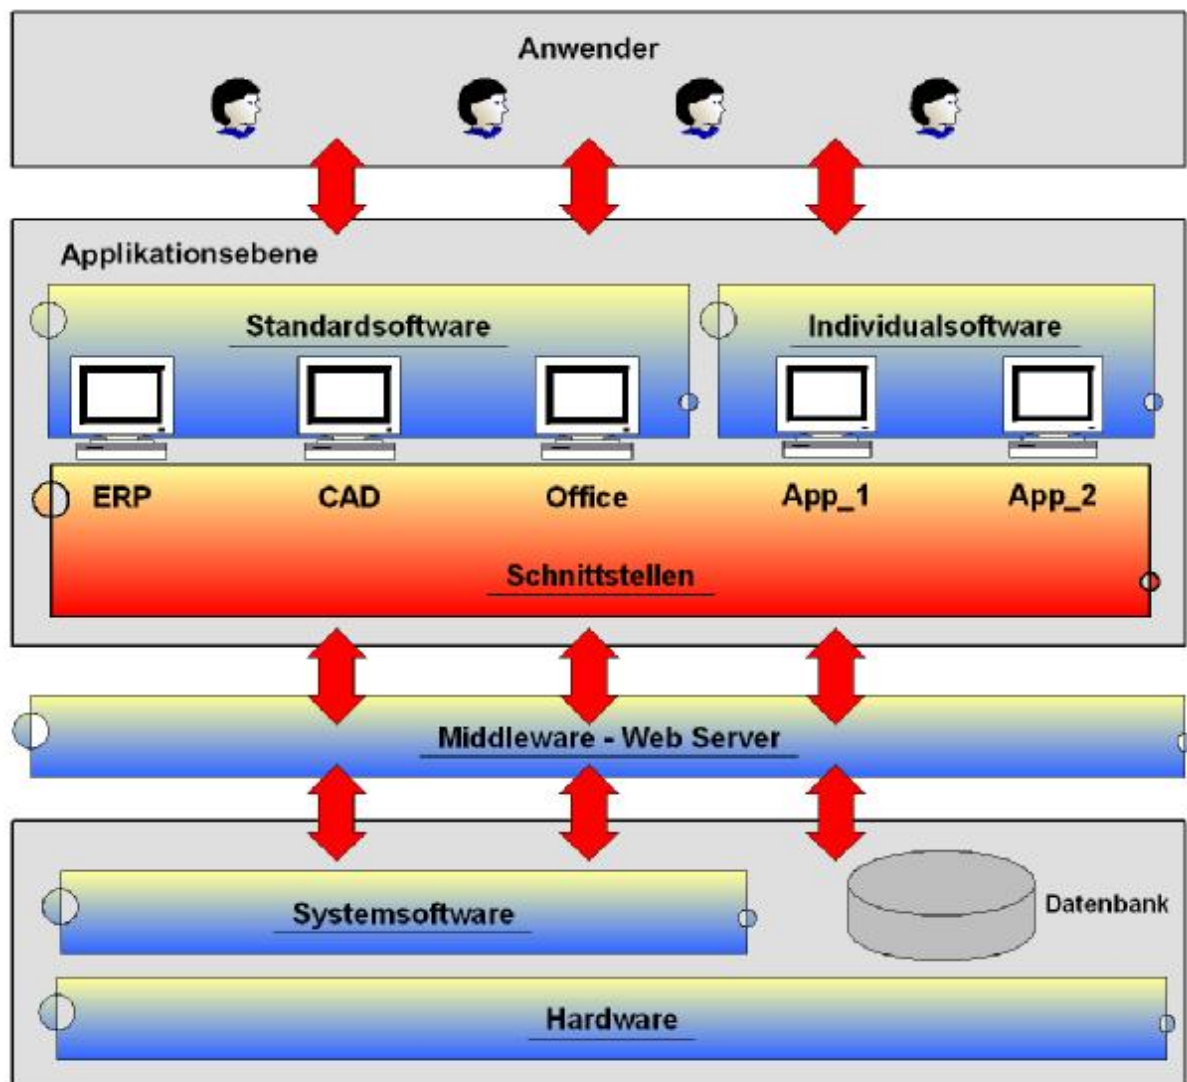 Anwender
Applikationsebene
Standardsoftware
Individualsoftware
ERP
CAD
Office
App_1
App_2
Schnittstellen
Middleware - Web Server
Systemsoftware
Datenbank
Hardware